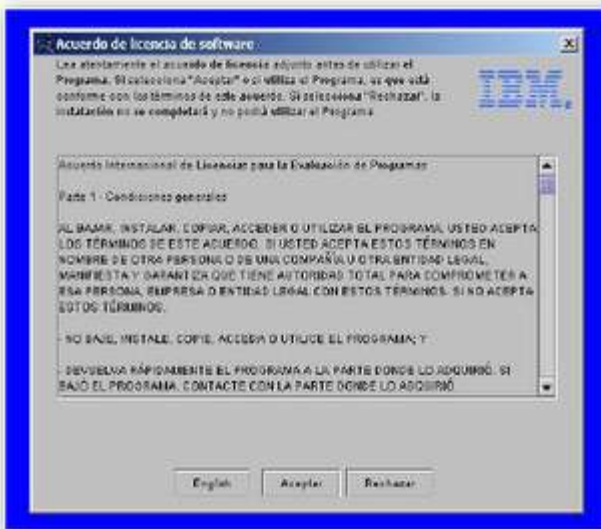 Acuerdo de licencia de software
Lea atentamente el acuerdo de licencia adjunto antes de utilizar el
Programa. Si selecciona "Aceptar" o si utiliza el Programa, es que está
conforme con los términos de este acuerdo. Si selecciona "Rechazar", la
instalación no se completará y no podrá utilizar el Programa
IBM.
Acuerdo Internacional de Licencias para la Evaluación de Programas
Parte 1 - Condiciones generales
AL BAJAR, INSTALAR, COPIAR, ACCEDER O UTILIZAR EL PROGRAMA, USTED ACEPTA
LOS TÉRMINOS DE ESTE ACUERDO. SI USTED ACEPTA ESTOS TÉRMINOS EN
NOMBRE DE OTRA PERSONA O DE UNA COMPAÑÍA U OTRA ENTIDAD LEGAL,
MANIFIESTA Y GARANTIZA QUE TIENE AUTORIDAD TOTAL PARA COMPROMETER A
ESA PERSONA, EMPRESA O ENTIDAD LEGAL CON ESTOS TÉRMINOS. SI NO ACEPTA
ESTOS TÉRMINOS,
- NO BAJE, INSTALE, COPIE, ACCEDA O UTILICE EL PROGRAMA; Y
- DEVUELVA RÁPIDAMENTE EL PROGRAMA A LA PARTE DONDE LO ADQUIRIÓ. SI
BAJÓ EL PROGRAMA, CONTACTE CON LA PARTE DONDE LO ADQUIRIÓ
English Aceptar Rechazar